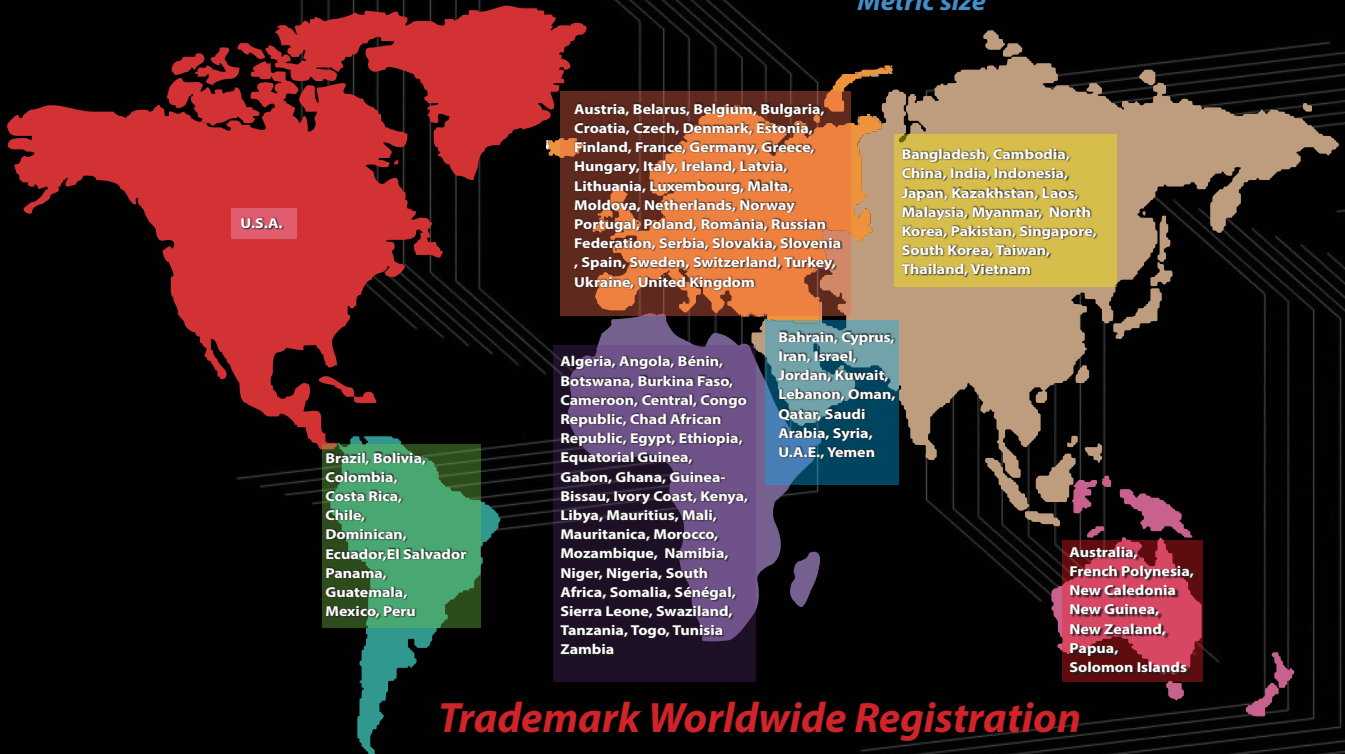 Metric size
U.S.A.
Austria, Belarus, Belgium, Bulgaria,
Croatia, Czech, Denmark, Estonia,
Finland, France, Germany, Greece,
Hungary, Italy, Ireland, Latvia,
Lithuania, Luxembourg, Malta,
Moldova, Netherlands, Norway
Portugal, Poland, România, Russian
Federation, Serbia, Slovakia, Slovenia
, Spain, Sweden, Switzerland, Turkey,
Ukraine, United Kingdom
Bangladesh, Cambodia,
China, India, Indonesia,
Japan, Kazakhstan, Laos,
Malaysia, Myanmar, North
Korea, Pakistan, Singapore,
South Korea, Taiwan,
Thailand, Vietnam
Bahrain, Cyprus,
Iran, Israel,
Jordan, Kuwait,
Lebanon, Oman,
Qatar, Saudi
Arabia, Syria,
U.A.E., Yemen
Algeria, Angola, Bénin,
Botswana, Burkina Faso,
Cameroon, Central, Congo
Republic, Chad African
Republic, Egypt, Ethiopia,
Equatorial Guinea,
Gabon, Ghana, Guinea-
Bissau, Ivory Coast, Kenya,
Libya, Mauritius, Mali,
Mauritanica, Morocco,
Mozambique, Namibia,
Niger, Nigeria, South
Africa, Somalia, Sénégal,
Sierra Leone, Swaziland,
Tanzania, Togo, Tunisia
Zambia
Brazil, Bolivia,
Colombia,
Costa Rica,
Chile,
Dominican,
Ecuador,El Salvador
Panama,
Guatemala,
Mexico, Peru
Australia,
French Polynesia,
New Caledonia
New Guinea,
New Zealand,
Papua,
Solomon Islands
Trademark Worldwide Registration